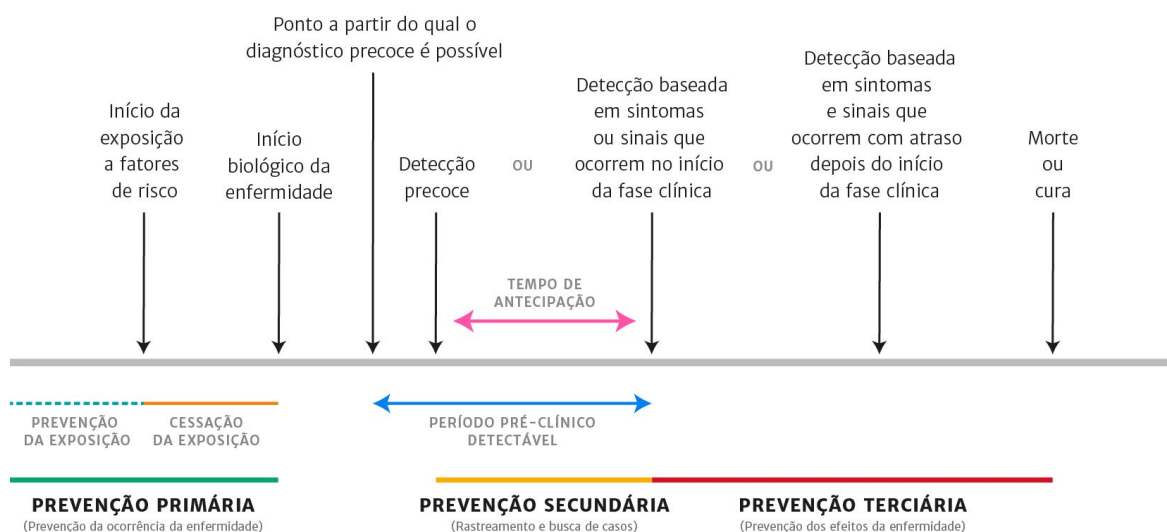 Ponto a partir do qual o
diagnóstico precoce é possível
Início da
exposição
a fatores
de risco
Início
biológico da
enfermidade
Detecção
precoce
OU
Detecção baseada
em sintomas
ou sinais que
ocorrem no início
da fase clínica
OU
Detecção baseada
em sintomas
e sinais que
ocorrem com atraso
depois do início
da fase clínica
Morte
ou
cura
TEMPO DE
ANTECIPAÇÃO
PREVENÇÃO
DA EXPOSIÇÃO
CESSAÇÃO
DA EXPOSIÇÃO
PERÍODO PRÉ-CLÍNICO
DETECTÁVEL
PREVENÇÃO PRIMÁRIA
(Prevenção da ocorrência da enfermidade)
PREVENÇÃO SECUNDÁRIA
(Rastreamento e busca de casos)
PREVENÇÃO TERCIÁRIA
(Prevenção dos efeitos da enfermidade)